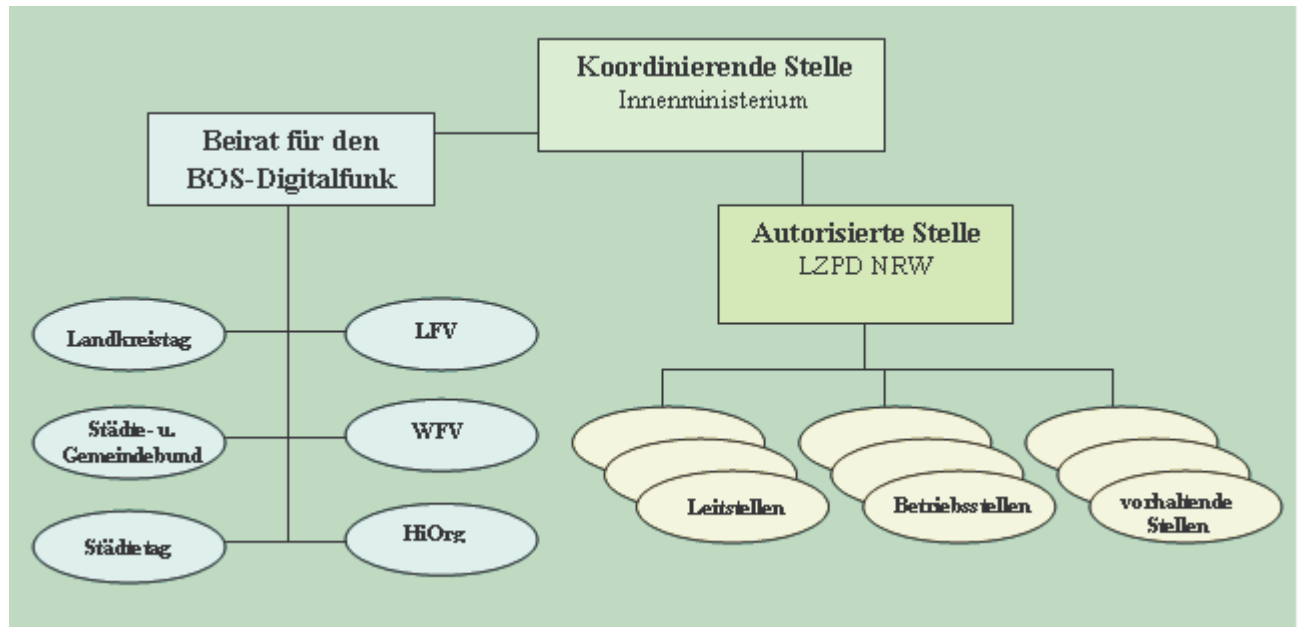 Koordinierende Stelle
Innenministerium
Beirat für den
BOS-Digitalfunk
Autorisierte Stelle
LZPD NRW
Landkreistag
LFV
Städte- u.
Gemeindebund
WFV
Städtetag
HiOrg
Leitstellen
Betriebsstellen
vorhaltende
Stellen